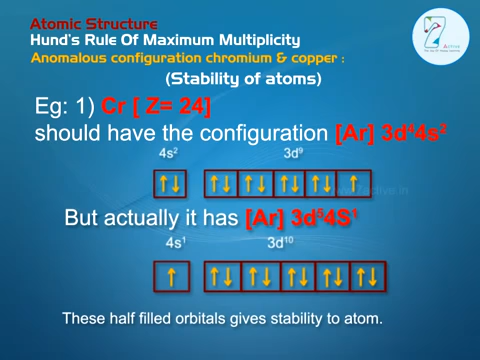 Atomic Structure
Hund's Rule Of Maximum Multiplicity
Anomalous configuration chromium & copper :
(Stability of atoms)
7 Active
Eg: 1) Cr [ Z= 24]
should have the configuration [Ar] 3d⁴4s²
4s² 3d⁹
But actually it has [Ar] 3d⁵4S¹
4s¹ 3d¹⁰
These half filled orbitals gives stability to atom.